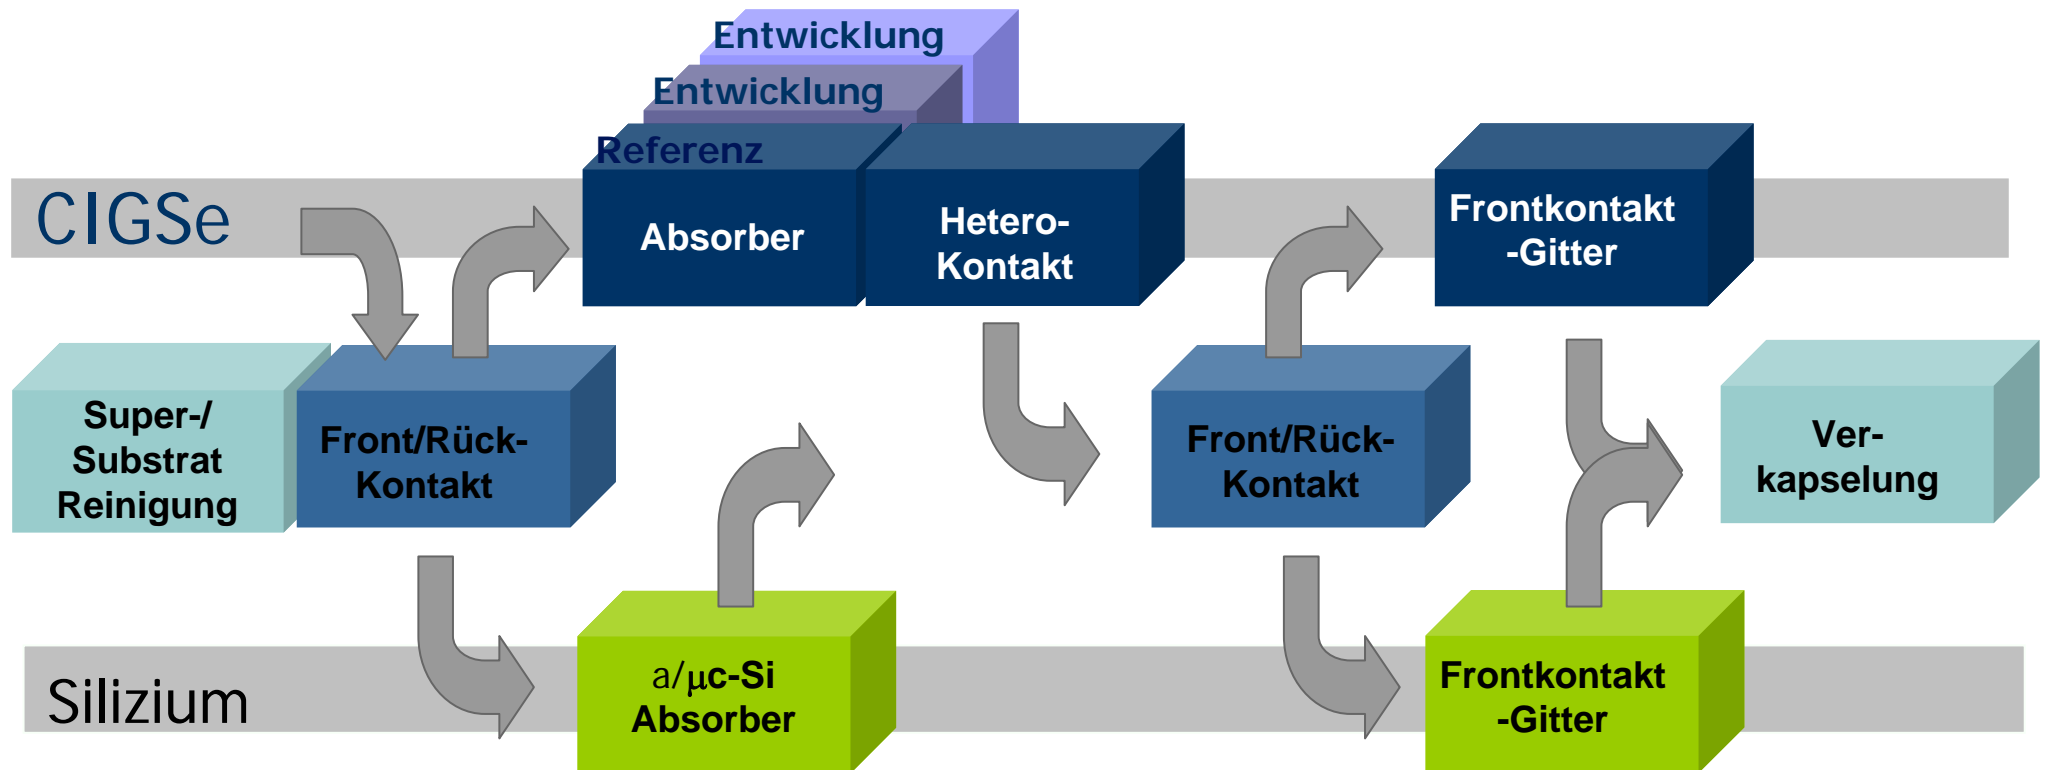 Entwicklung
Entwicklung
Referenz
CIGSe
Absorber
Hetero-
Kontakt
Frontkontakt
-Gitter
Super-/
Substrat
Reinigung
Front/Rück-
Kontakt
Front/Rück-
Kontakt
Ver-
kapselung
Silizium
a/μc-Si
Absorber
Frontkontakt
-Gitter